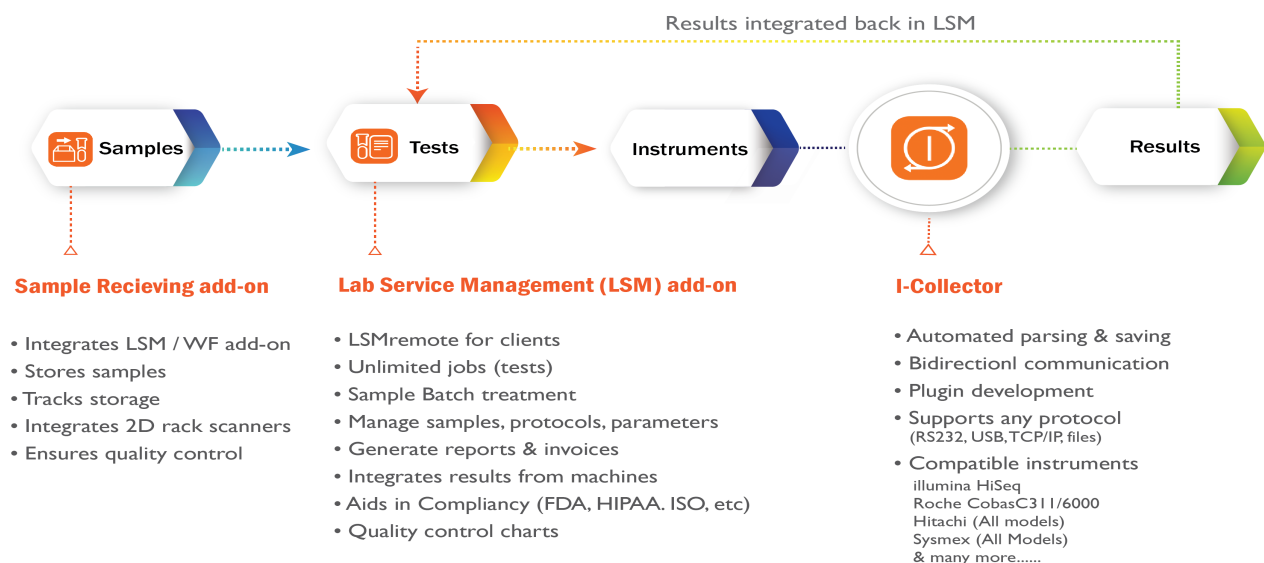 Results integrated back in LSM
Samples
Tests
Instruments
Results
Sample Recieving add-on
• Integrates LSM / WF add-on
• Stores samples
• Tracks storage
• Integrates 2D rack scanners
• Ensures quality control
Lab Service Management (LSM) add-on
• LSMremote for clients
• Unlimited jobs (tests)
• Sample Batch treatment
• Manage samples, protocols, parameters
• Generate reports & invoices
• Integrates results from machines
• Aids in Compliancy (FDA, HIPAA. ISO, etc)
• Quality control charts
I-Collector
• Automated parsing & saving
• Bidirectionl communication
• Plugin development
• Supports any protocol
(RS232, USB, TCP/IP, files)
• Compatible instruments
illumina HiSeq
Roche CobasC311/6000
Hitachi (All models)
Sysmex (All Models)
& many more......